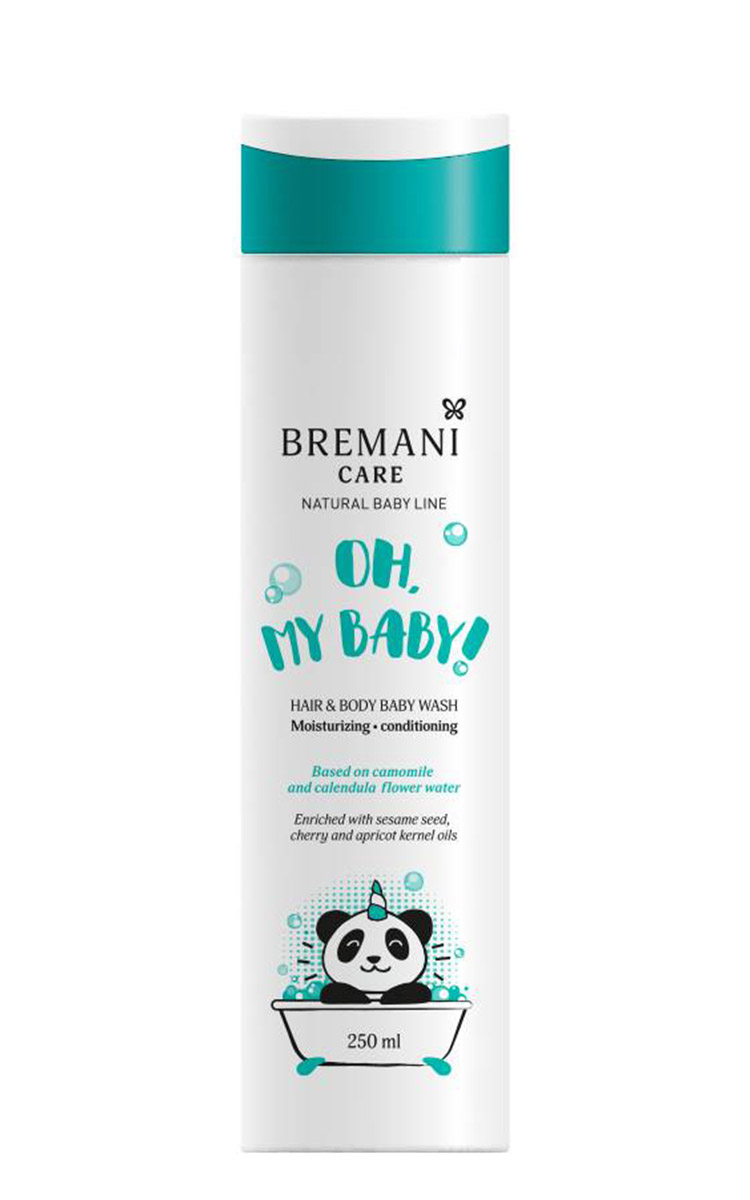 BREMANI
CARE
NATURAL BABY LINE
OH,
MY BABY!
HAIR & BODY BABY WASH
Moisturizing • conditioning
Based on camomile
and calendula flower water
Enriched with sesame seed,
cherry and apricot kernel oils
250 ml